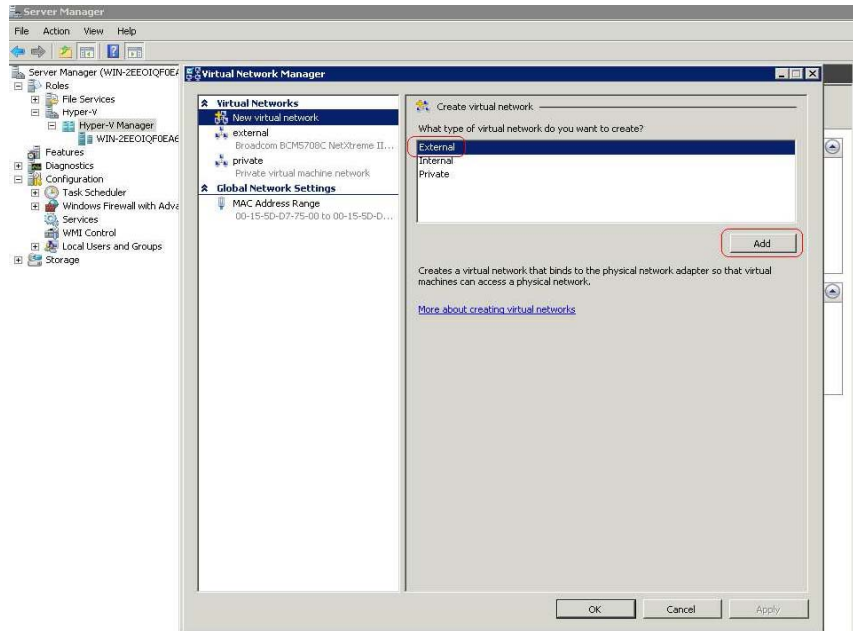 Server Manager
File Action View Help
Server Manager (WIN-2EEOIQF0EA
Roles
File Services
Hyper-V
Hyper-V Manager
WIN-2EEOIQF0EA6
Features
Diagnostics
Configuration
Task Scheduler
Windows Firewall with Adva
Services
WMI Control
Local Users and Groups
Storage
Virtual Network Manager
Virtual Networks
New virtual network
external
Broadcom BCM5708C NetXtreme II...
private
Private virtual machine network
Global Network Settings
MAC Address Range
00-15-5D-D7-75-00 to 00-15-5D-D...
Create virtual network
What type of virtual network do you want to create?
External
Internal
Private
Add
Creates a virtual network that binds to the physical network adapter so that virtual
machines can access a physical network.
More about creating virtual networks
OK Cancel Apply